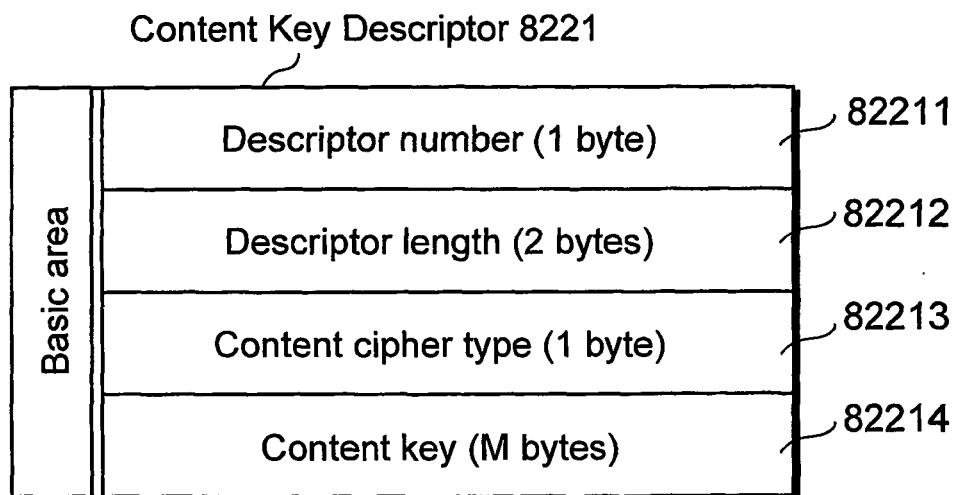 Content Key Descriptor 8221
Basic area
Descriptor number (1 byte)
82211
Descriptor length (2 bytes)
82212
Content cipher type (1 byte)
82213
Content key (M bytes)
82214